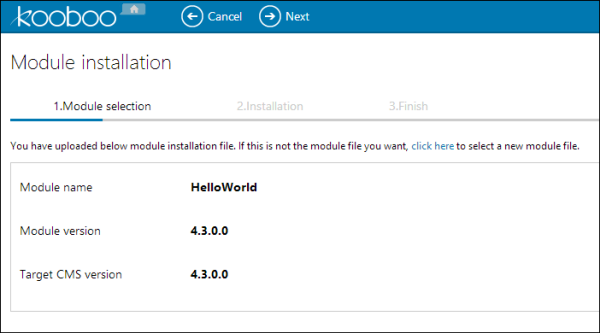 kooboo
Cancel
Next
Module installation
1.Module selection 2.Installation 3.Finish
You have uploaded below module installation file. If this is not the module file you want, click here to select a new module file.
Module name HelloWorld
Module version 4.3.0.0
Target CMS version 4.3.0.0